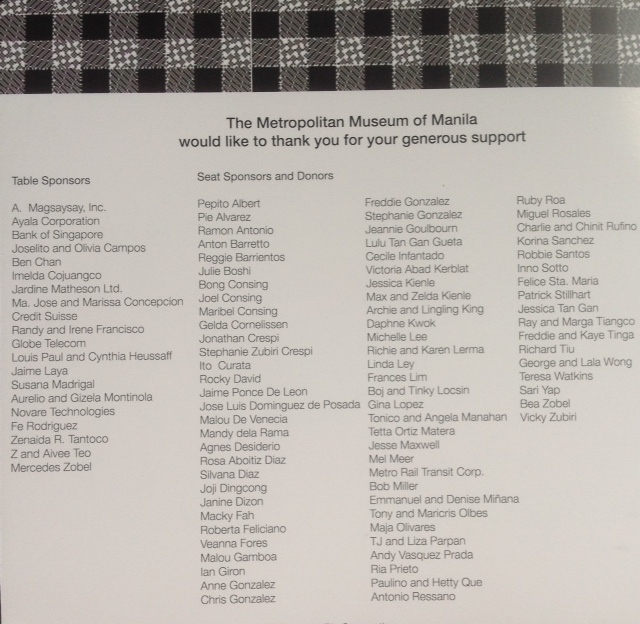 The Metropolitan Museum of Manila
would like to thank you for your generous support
Table Sponsors
A. Magsaysay, Inc.
Ayala Corporation
Bank of Singapore
Joselito and Olivia Campos
Ben Chan
Imelda Cojuangco
Jardine Matheson Ltd.
Ma. Jose and Marissa Concepcion
Credit Suisse
Randy and Irene Francisco
Globe Telecom
Louis Paul and Cynthia Heussaff
Jaime Laya
Susana Madrigal
Aurelio and Gizela Montinola
Novare Technologies
Fe Rodriguez
Zenaida R. Tantoco
Z and Aivee Teo
Mercedes Zobel
Seat Sponsors and Donors
Pepito Albert
Pie Alvarez
Ramon Antonio
Anton Barretto
Reggie Barrientos
Julie Boshi
Bong Consing
Joel Consing
Maribel Consing
Gelda Cornelissen
Jonathan Crespi
Stephanie Zubiri Crespi
Ito Curata
Rocky David
Jaime Ponce De Leon
Jose Luis Dominguez de Posada
Malou De Venecia
Mandy dela Rama
Agnes Desiderio
Rosa Aboitiz Diaz
Silvana Diaz
Joji Dingcong
Janine Dizon
Macky Fah
Roberta Feliciano
Veanna Fores
Malou Gamboa
Ian Giron
Anne Gonzalez
Chris Gonzalez
Freddie Gonzalez
Stephanie Gonzalez
Jeannie Goulbourn
Lulu Tan Gan Gueta
Cecile Infantado
Victoria Abad Kerblat
Jessica Kienle
Max and Zelda Kienle
Archie and Lingling King
Daphne Kwok
Michelle Lee
Richie and Karen Lerma
Linda Ley
Frances Lim
Boj and Tinky Locsin
Gina Lopez
Tonico and Angela Manahan
Tetta Ortiz Matera
Jesse Maxwell
Mel Meer
Metro Rail Transit Corp.
Bob Miller
Emmanuel and Denise Miñana
Tony and Maricris Olbes
Maja Olivares
TJ and Liza Parpan
Andy Vasquez Prada
Ria Prieto
Paulino and Hetty Que
Antonio Ressano
Ruby Roa
Miguel Rosales
Charlie and Chinit Rufino
Korina Sanchez
Robbie Santos
Inno Sotto
Felice Sta. Maria
Patrick Stillhart
Jessica Tan Gan
Ray and Marga Tiangco
Freddie and Kaye Tinga
Richard Tiu
George and Lala Wong
Teresa Watkins
Sari Yap
Bea Zobel
Vicky Zubiri